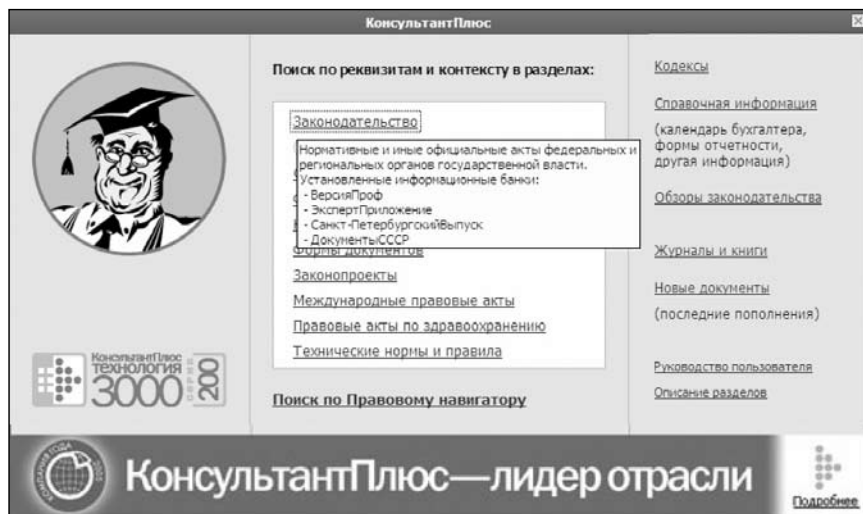 КонсультантПлюс
Поиск по реквизитам и контексту в разделах:
Законодательство
Нормативные и иные официальные акты федеральных и
региональных органов государственной власти.
Установленные информационные банки:
- ВерсияПроф
- ЭкспертПриложение
- Санкт-ПетербургскийВыпуск
- ДокументыСССР
Формы документов
Законопроекты
Международные правовые акты
Правовые акты по здравоохранению
Технические нормы и правила
Поиск по Правовому навигатору
Кодексы
Справочная информация
(календарь бухгалтера,
формы отчетности,
другая информация)
Обзоры законодательства
Журналы и книги
Новые документы
(последние пополнения)
Руководство пользователя
Описание разделов
КонсультантПлюс
ТЕХНОЛОГИЯ
3000
серия 200
КОМПАНИЯ ГОДА
КонсультантПлюс—лидер отрасли
Подробнее